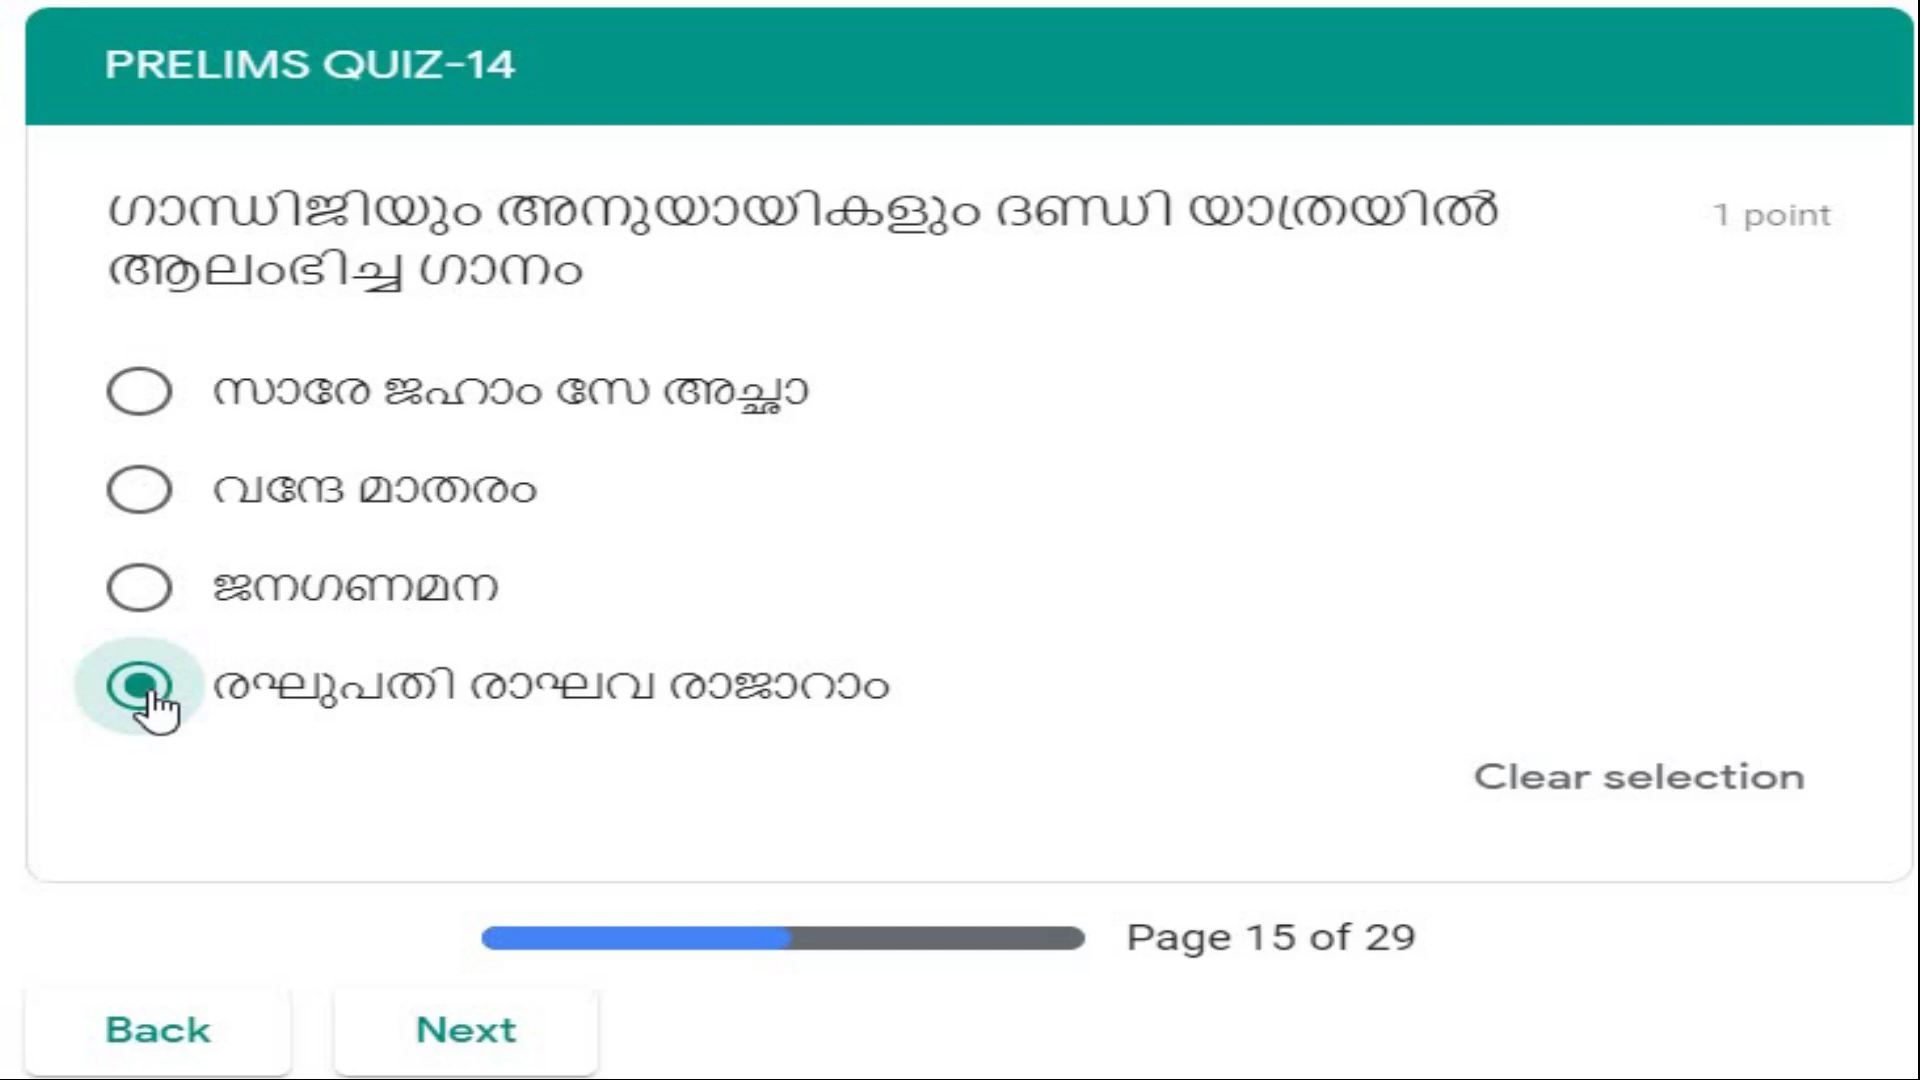 PRELIMS QUIZ-14
ഗാന്ധിജിയും അനുയായികളും ദണ്ഡി യാത്രയിൽ
1 point
ആലംഭിച്ച ഗാനം
സാരേ ജഹാം സേ അച്ഛാ
വന്ദേ മാതരം
ജനഗണമന
രഘുപതി രാഘവ രാജാറാം
Clear selection
Page 15 of 29
Back
Next